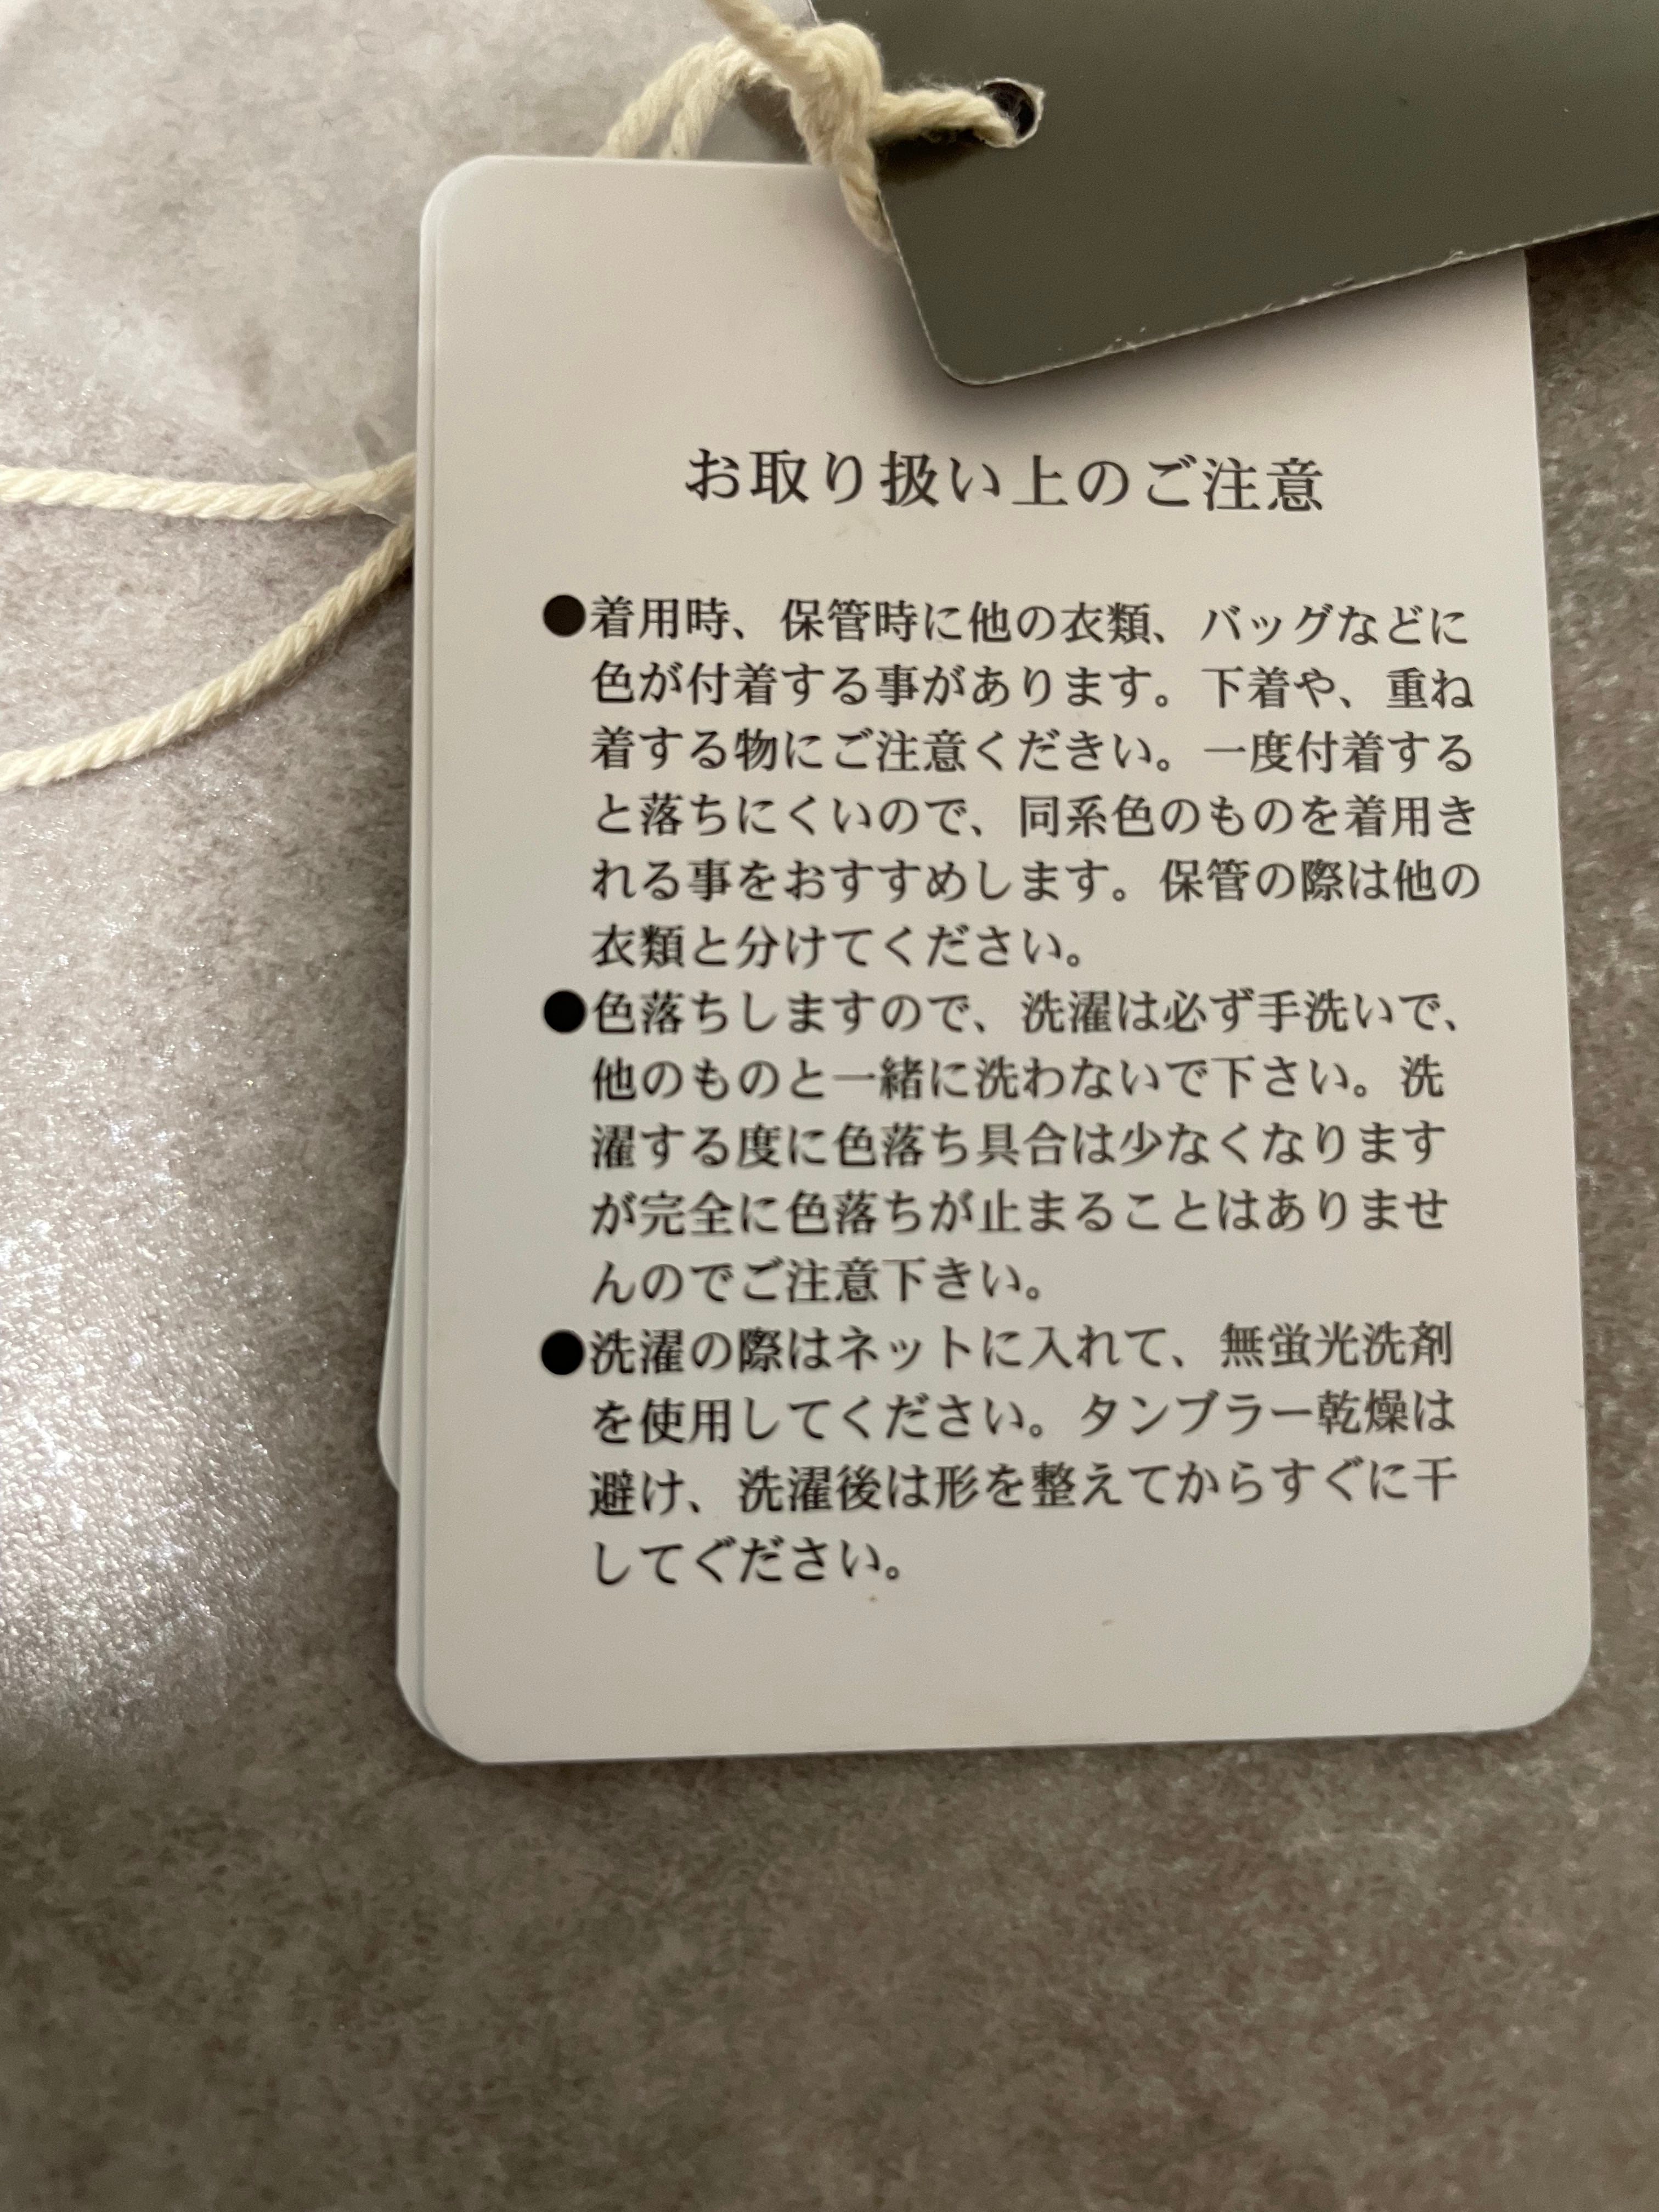 お取り扱い上のご注意
●着用時、保管時に他の衣類、バッグなどに
色が付着する事があります。下着や、重ね
着する物にご注意くだきい。一度付着する
と落ちにくいので、同系色のものを着用き
れる事をおすすめします。保管の際は他の
衣類と分けてください。
●色落ちしますので、洗濯は必ず手洗いで、
他のものと一緒に洗わないで下さい。洗
濯する度に色落ち具合は少なくなります
が完全に色落ちが止まることはありませ
んのでご注意下きい。
●洗濯の際はネットに入れて、無蛍光洗剤
を使用してください。タンブラー乾燥は
避け、洗濯後は形を整えてからすぐに干
してぐださい。